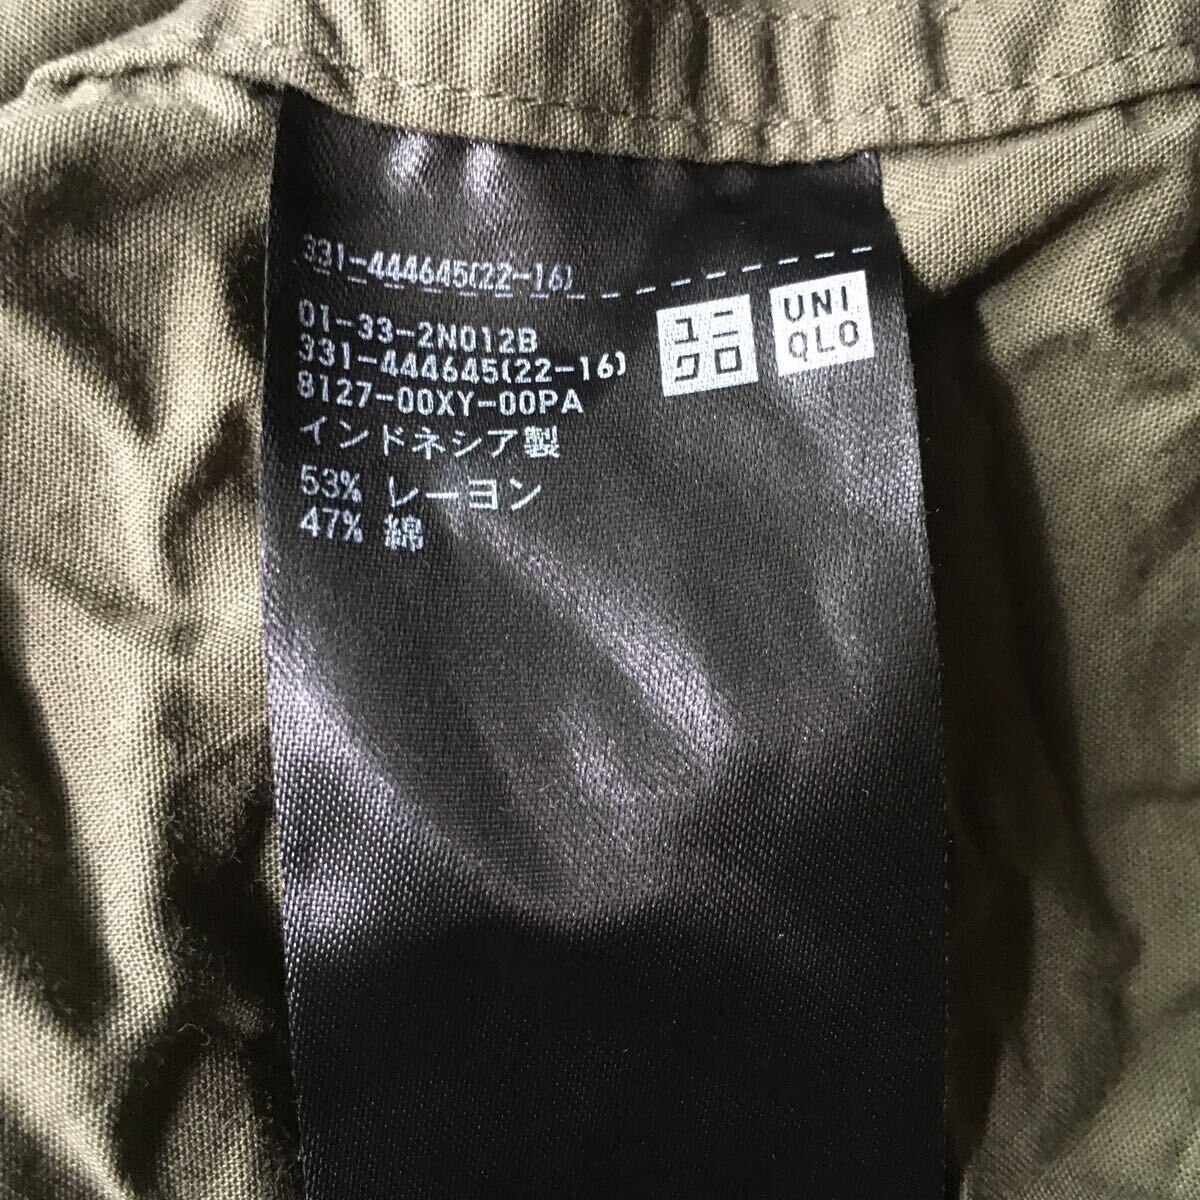 331-444645(22-16)
01-33-2N012B
331-444645(22-16)
8127-00XY-00PA
インドネシア製
53% レーヨン
47% 綿
ユニ
クロ
UNI
QLO